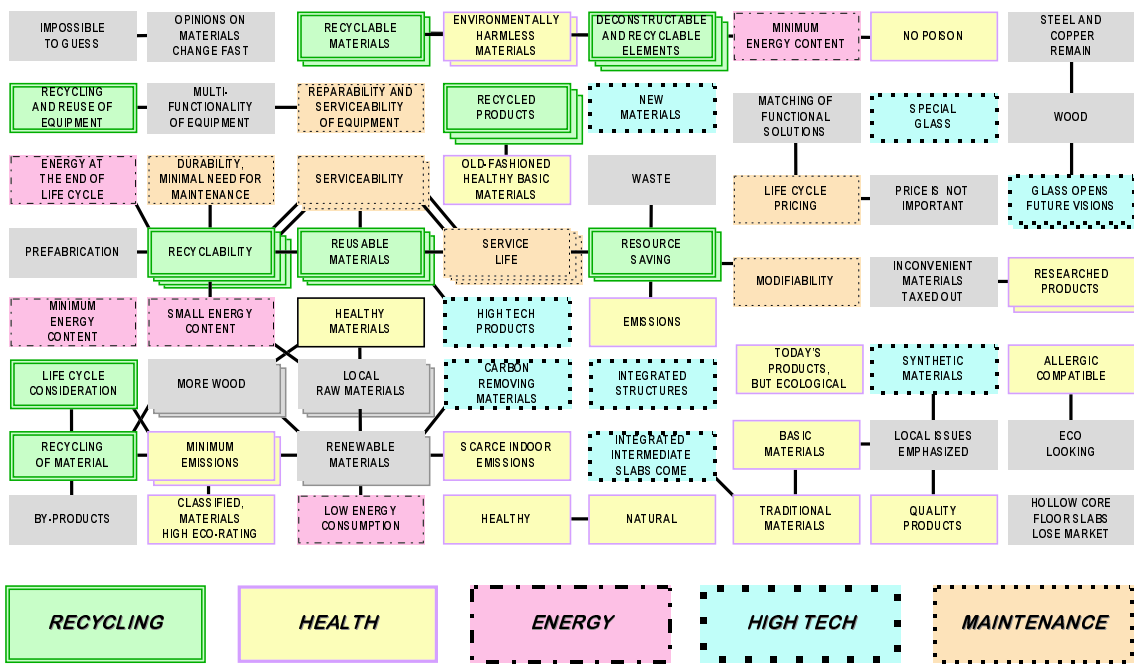 IMPOSSIBLE
TO GUESS
OPINIONS ON
MATERIALS
CHANGE FAST
RECYCLABLE
MATERIALS
ENVIRONMENTALLY
HARMLESS
MATERIALS
DECONSTRUCTABLE
AND RECYCLABLE
ELEMENTS
MINIMUM
ENERGY CONTENT
NO POISON
STEEL AND
COPPER
REMAIN
RECYCLING
AND REUSE OF
EQUIPMENT
MULTI-
FUNCTIONALITY
OF EQUIPMENT
REPARABILITY AND
SERVICEABILITY
OF EQUIPMENT
RECYCLED
PRODUCTS
NEW
MATERIALS
MATCHING OF
FUNCTIONAL
SOLUTIONS
SPECIAL
GLASS
WOOD
ENERGY AT
THE END OF
LIFE CYCLE
DURABILITY,
MINIMAL NEED FOR
MAINTENANCE
SERVICEABILITY
OLD-FASHIONED
HEALTHY BASIC
MATERIALS
WASTE
LIFE CYCLE
PRICING
PRICE IS NOT
IMPORTANT
GLASS OPENS
FUTURE VISIONS
PREFABRICATION
RECYCLABILITY
REUSABLE
MATERIALS
SERVICE
LIFE
RESOURCE
SAVING
MODIFIABILITY
INCONVENIENT
MATERIALS
TAXED OUT
RESEARCHED
PRODUCTS
MINIMUM
ENERGY
CONTENT
SMALL ENERGY
CONTENT
HEALTHY
MATERIALS
HIGH TECH
PRODUCTS
EMISSIONS
LIFE CYCLE
CONSIDERATION
MORE WOOD
LOCAL
RAW MATERIALS
CARBON
REMOVING
MATERIALS
INTEGRATED
STRUCTURES
TODAY'S
PRODUCTS,
BUT ECOLOGICAL
SYNTHETIC
MATERIALS
ALLERGIC
COMPATIBLE
RECYCLING
OF MATERIAL
MINIMUM
EMISSIONS
RENEWABLE
MATERIALS
SCARCE INDOOR
EMISSIONS
INTEGRATED
INTERMEDIATE
SLABS COME
BASIC
MATERIALS
LOCAL ISSUES
EMPHASIZED
ECO
LOOKING
BY-PRODUCTS
CLASSIFIED,
MATERIALS
HIGH ECO-RATING
LOW ENERGY
CONSUMPTION
HEALTHY
NATURAL
TRADITIONAL
MATERIALS
QUALITY
PRODUCTS
HOLLOW CORE
FLOOR SLABS
LOSE MARKET
RECYCLING
HEALTH
ENERGY
HIGH TECH
MAINTENANCE